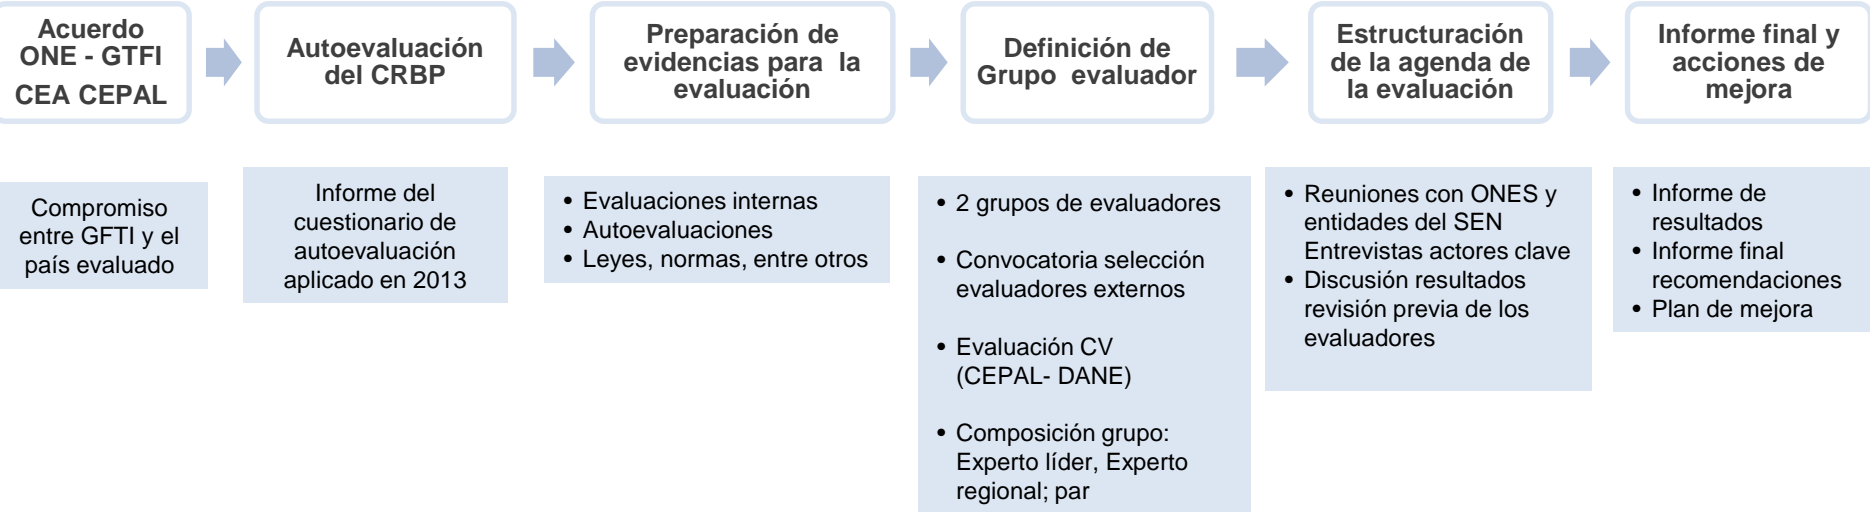 Acuerdo
ONE - GTFI
CEA CEPAL
Autoevaluación
del CRBP
Preparación de
evidencias para la
evaluación
Definición de
Grupo evaluador
Estructuración
de la agenda de
la evaluación
Informe final y
acciones de
mejora
Compromiso
entre GFTI y el
país evaluado
Informe del
cuestionario de
autoevaluación
aplicado en 2013
• Evaluaciones internas
• Autoevaluaciones
• Leyes, normas, entre otros
• 2 grupos de evaluadores
• Convocatoria selección
evaluadores externos
• Evaluación CV
(CEPAL- DANE)
• Composición grupo:
Experto líder, Experto
regional; par
• Reuniones con ONES y
entidades del SEN
Entrevistas actores clave
• Discusión resultados
revisión previa de los
evaluadores
• Informe de
resultados
• Informe final
recomendaciones
• Plan de mejora